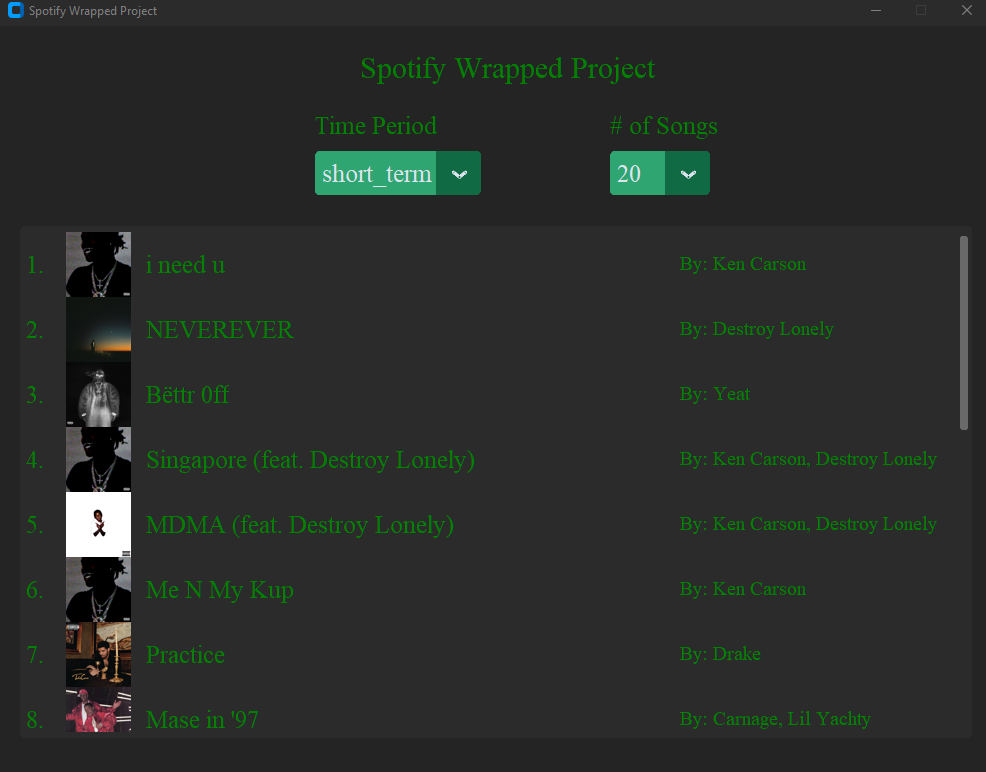 Spotify Wrapped Project
Spotify Wrapped Project
Time Period # of Songs
short_term 20
1. i need u By: Ken Carson
2. NEVEREVER By: Destroy Lonely
3. Bëttr 0ff By: Yeat
4. Singapore (feat. Destroy Lonely) By: Ken Carson, Destroy Lonely
5. MDMA (feat. Destroy Lonely) By: Ken Carson, Destroy Lonely
6. Me N My Kup By: Ken Carson
7. Practice By: Drake
8. Mase in '97 By: Carnage, Lil Yachty